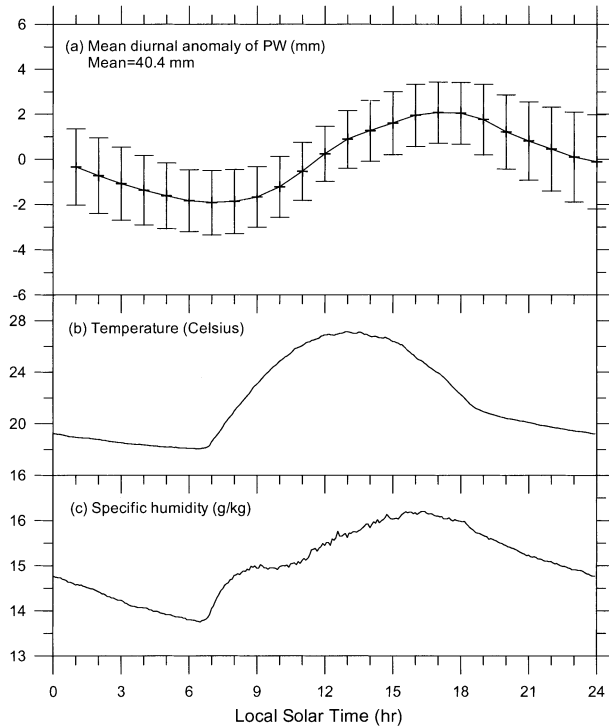 6
(a) Mean diurnal anomaly of PW (mm)
Mean=40.4 mm
4
2
0
-2
-4
-6
28
(b) Temperature (Celsius)
24
20
16
(c) Specific humidity (g/kg)
16
15
14
13
0 3 6 9 12 15 18 21 24
Local Solar Time (hr)